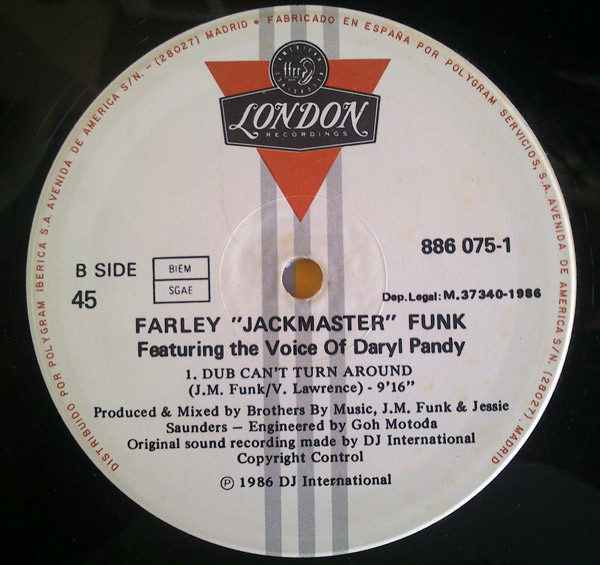 DISTRIBUIDO POR POLYGRAM IBERICA S.A. AVENIDA DE AMERICA S/N. - (28027) MADRID • FABRICADO EN ESPAÑA POR POLYGRAM SERVICIOS, S.A. AVENIDA DE AMERICA S/N. (28027). MADRID
ffrr
LONDON
RECORDINGS
886 075-1
B SIDE
BIEM
SGAE
45
Dep. Legal: M.37340-1986
FARLEY "JACKMASTER" FUNK
Featuring the Voice Of Daryl Pandy
1. DUB CAN'T TURN AROUND
(J.M. Funk/V. Lawrence) - 9'16”
Produced & Mixed by Brothers By Music, J.M. Funk & Jessie
Saunders — Engineered by Goh Motoda
Original sound recording made by DJ International
Copyright Control
℗ 1986 DJ International